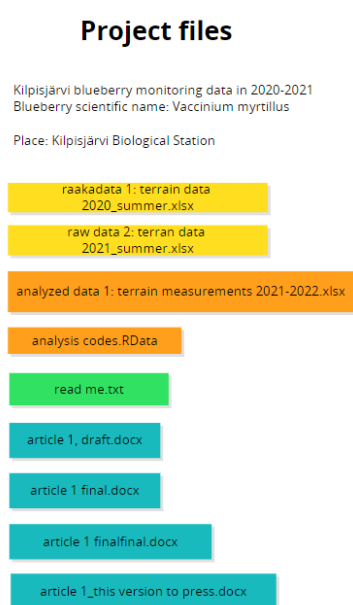 Project files
Kilpisjärvi blueberry monitoring data in 2020-2021
Blueberry scientific name: Vaccinium myrtillus
Place: Kilpisjärvi Biological Station
raakadata 1: terrain data
2020_summer.xlsx
raw data 2: terran data
2021_summer.xlsx
analyzed data 1: terrain measurements 2021-2022.xlsx
analysis codes.RData
read me.txt
article 1, draft.docx
article 1 final.docx
article 1 finalfinal.docx
article 1_this version to press.docx